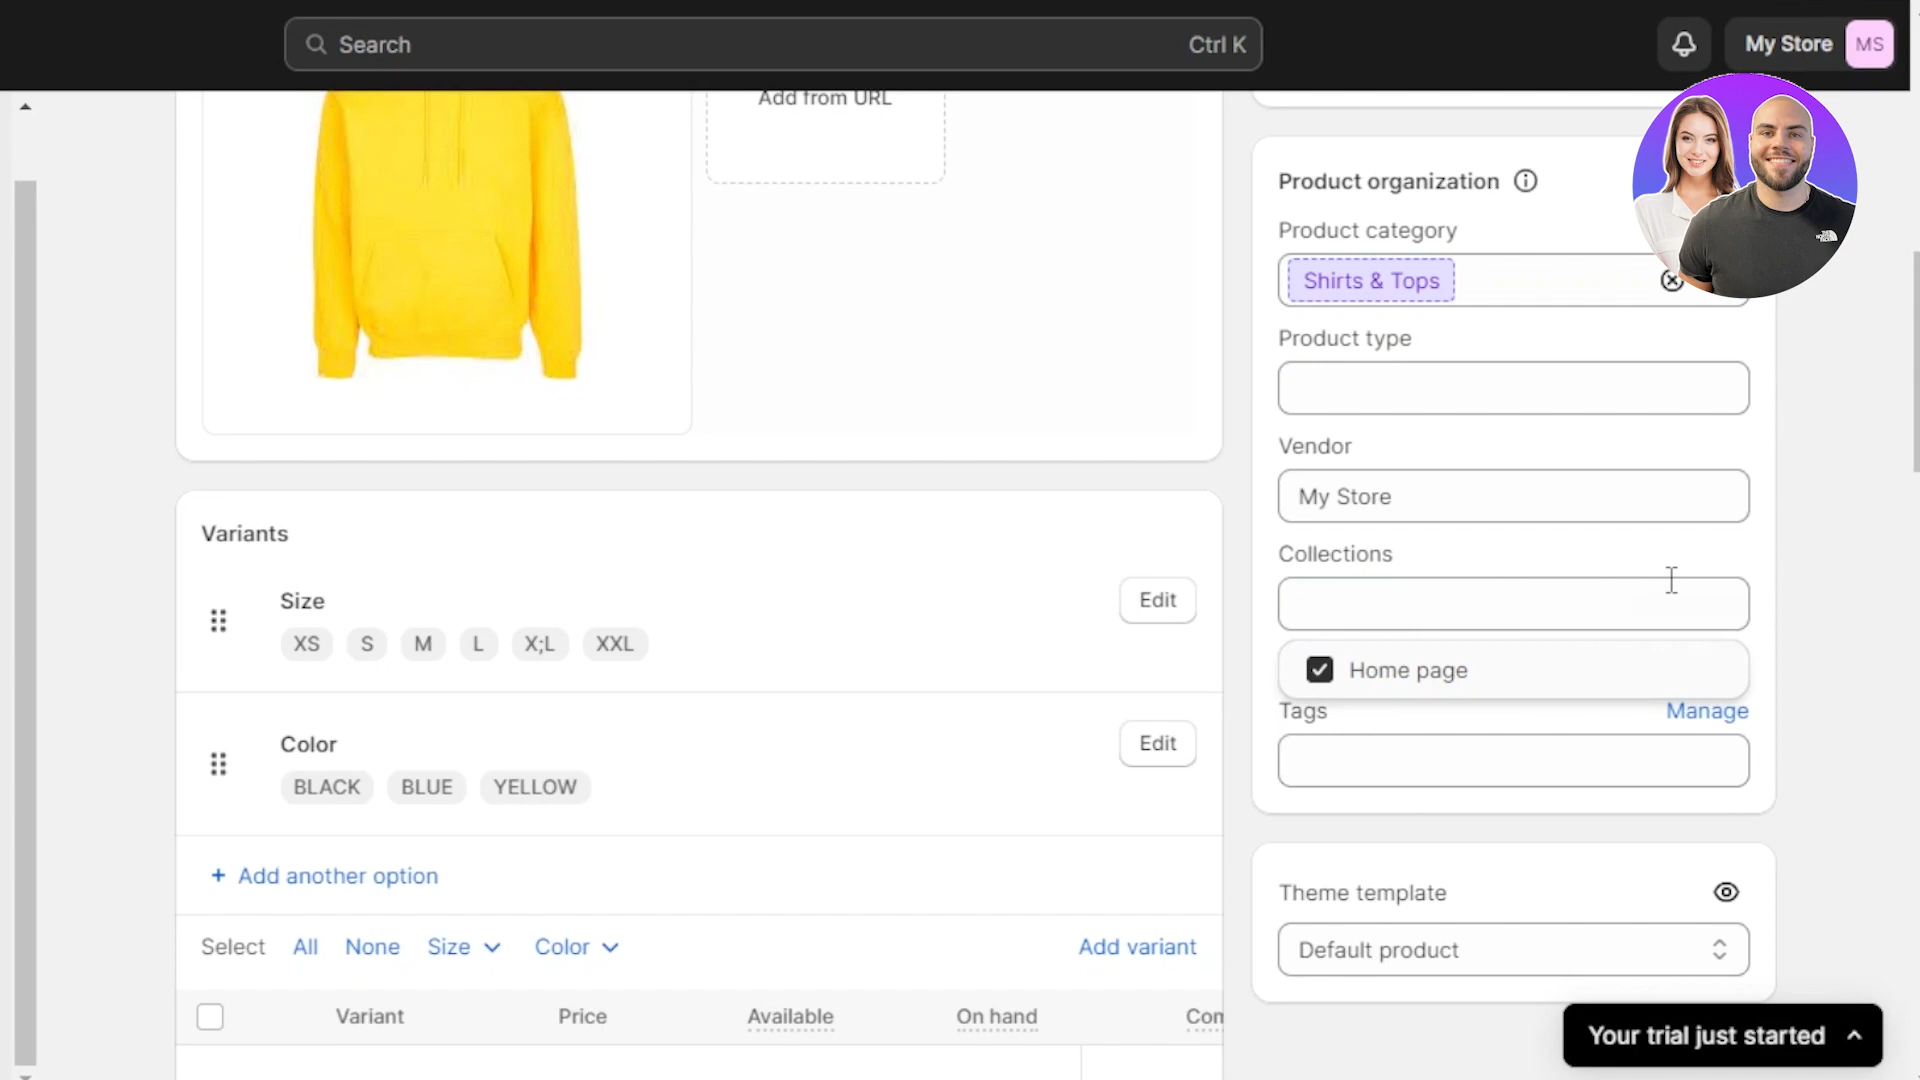 Search Ctrl K
My Store MS
Add from URL
Product organization
Product category
Shirts & Tops
Product type
Vendor
My Store
Collections
Home page
Tags Manage
Theme template
Default product
Variants
Size Edit
XS S M L X;L XXL
Color Edit
BLACK BLUE YELLOW
+ Add another option
Select All None Size Color Add variant
Variant Price Available On hand Com
Your trial just started